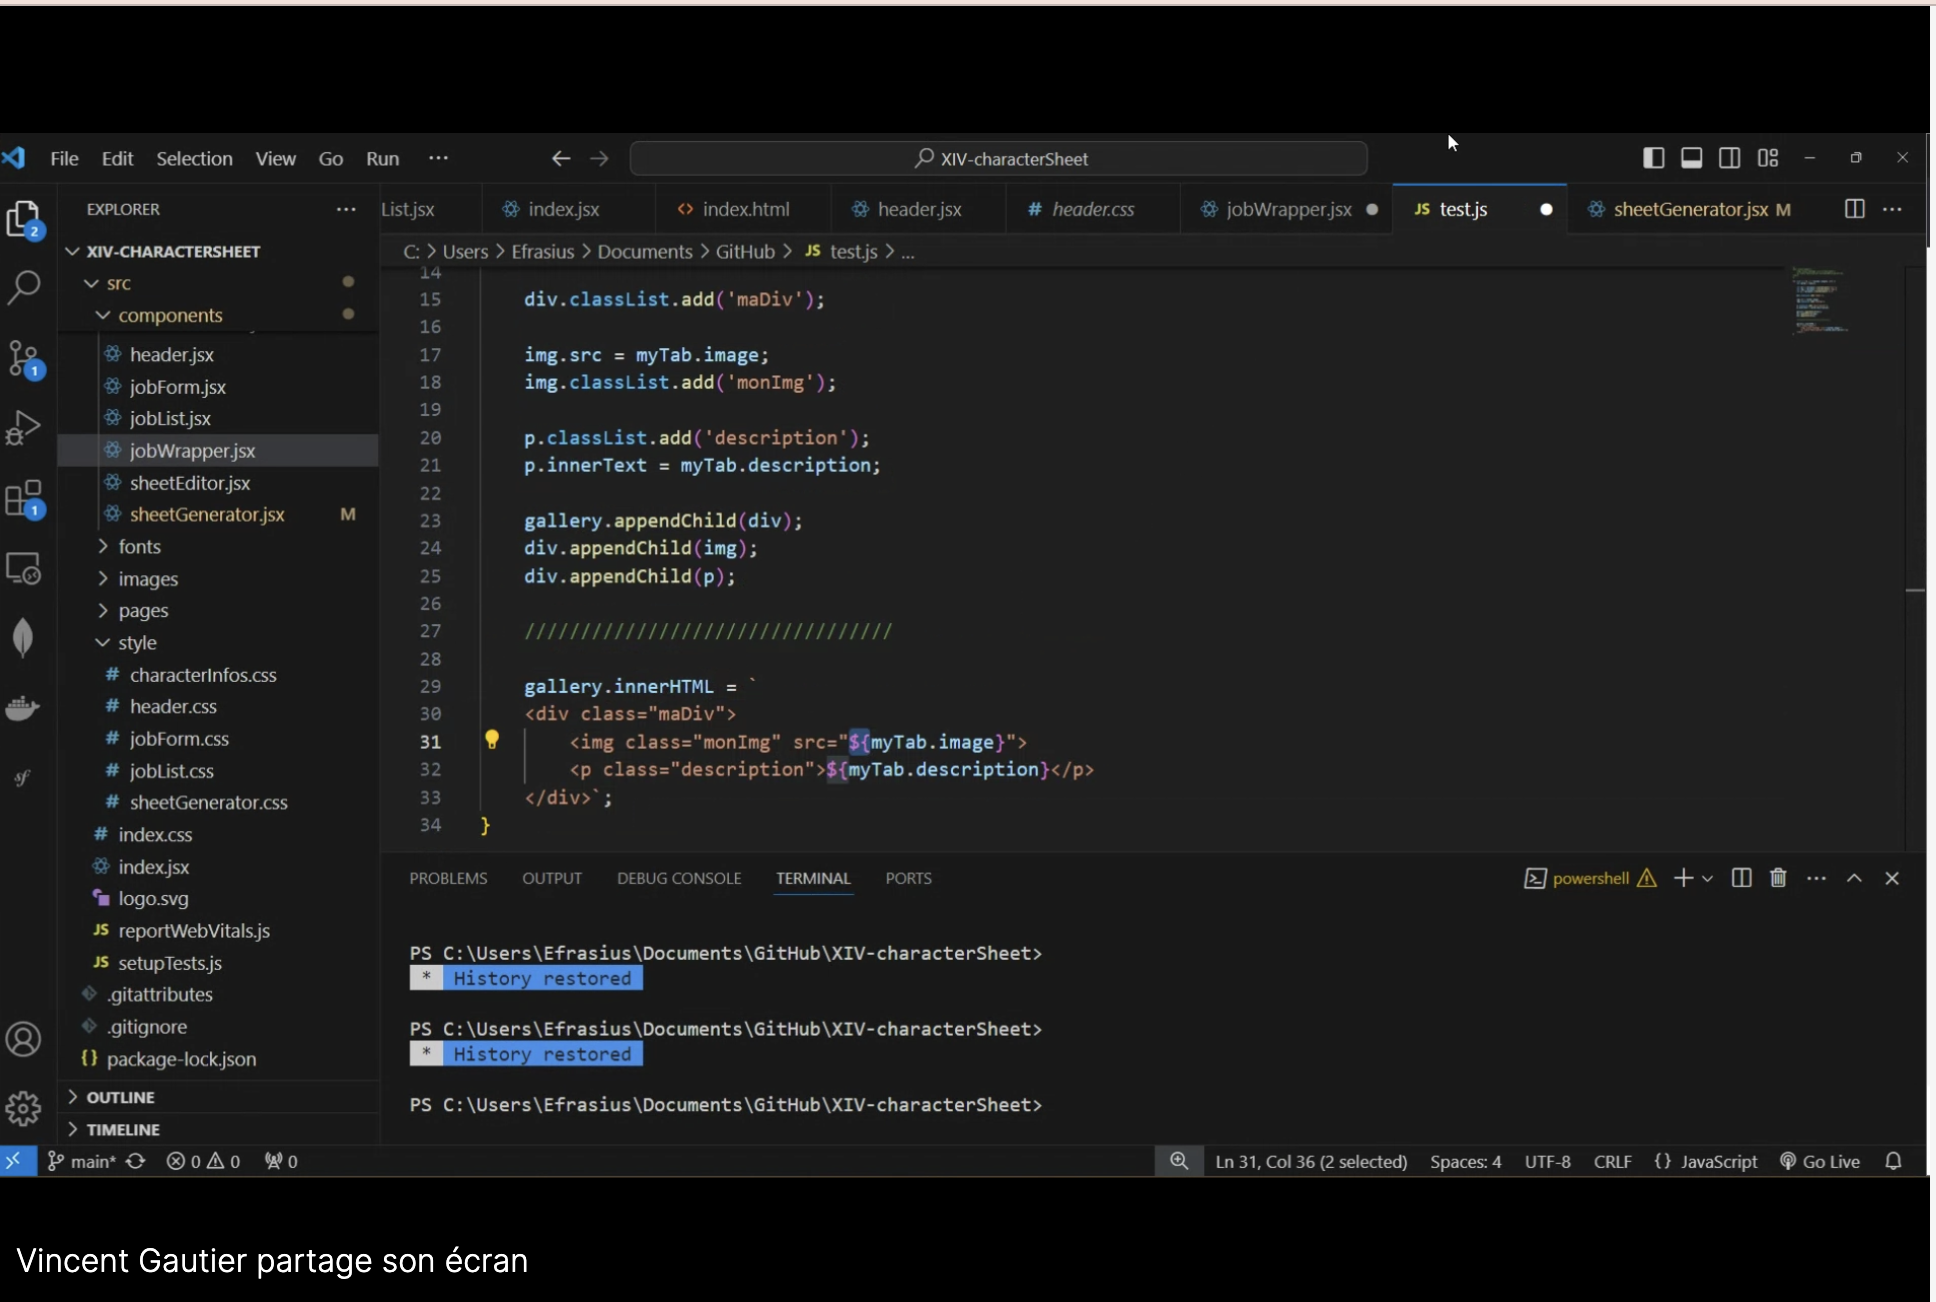 File Edit Selection View Go Run ...
XIV-characterSheet
EXPLORER ...
List.jsx index.jsx <> index.html header.jsx # header.css jobWrapper.jsx JS test.js sheetGenerator.jsx M ...
C: > Users > Efrasius > Documents > GitHub > JS test.js > ...
XIV-CHARACTERSHEET
src
components
header.jsx
jobForm.jsx
jobList.jsx
jobWrapper.jsx
sheetEditor.jsx
sheetGenerator.jsx M
fonts
images
pages
style
# characterInfos.css
# header.css
# jobForm.css
# jobList.css
# sheetGenerator.css
# index.css
index.jsx
logo.svg
JS reportWebVitals.js
JS setupTests.js
.gitattributes
.gitignore
{} package-lock.json
OUTLINE
TIMELINE
2
1
1
sf
14
15 div.classList.add('maDiv');
16
17 img.src = myTab.image;
18 img.classList.add('monImg');
19
20 p.classList.add('description');
21 p.innerText = myTab.description;
22
23 gallery.appendChild(div);
24 div.appendChild(img);
25 div.appendChild(p);
26
27 /////////////////////////////////
28
29 gallery.innerHTML = `
30 <div class="maDiv">
31 <img class="monImg" src="${myTab.image}">
32 <p class="description">${myTab.description}</p>
33 </div>`;
34 }
PROBLEMS OUTPUT DEBUG CONSOLE TERMINAL PORTS
powershell
PS C:\Users\Efrasius\Documents\GitHub\XIV-characterSheet>
* History restored
PS C:\Users\Efrasius\Documents\GitHub\XIV-characterSheet>
* History restored
PS C:\Users\Efrasius\Documents\GitHub\XIV-characterSheet>
main* 0 0 0
Ln 31, Col 36 (2 selected) Spaces: 4 UTF-8 CRLF {} JavaScript Go Live
Vincent Gautier partage son écran